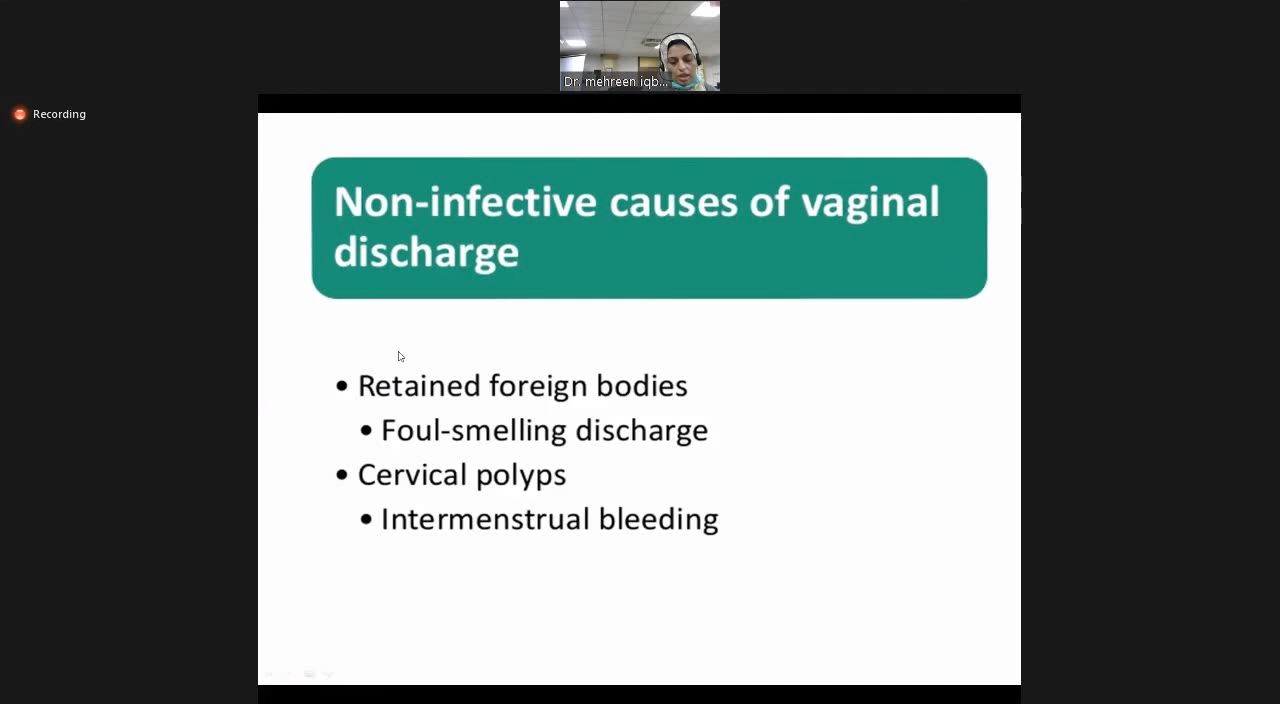 Dr. mehreen iqb...
Recording
Non-infective causes of vaginal
discharge
• Retained foreign bodies
• Foul-smelling discharge
• Cervical polyps
• Intermenstrual bleeding